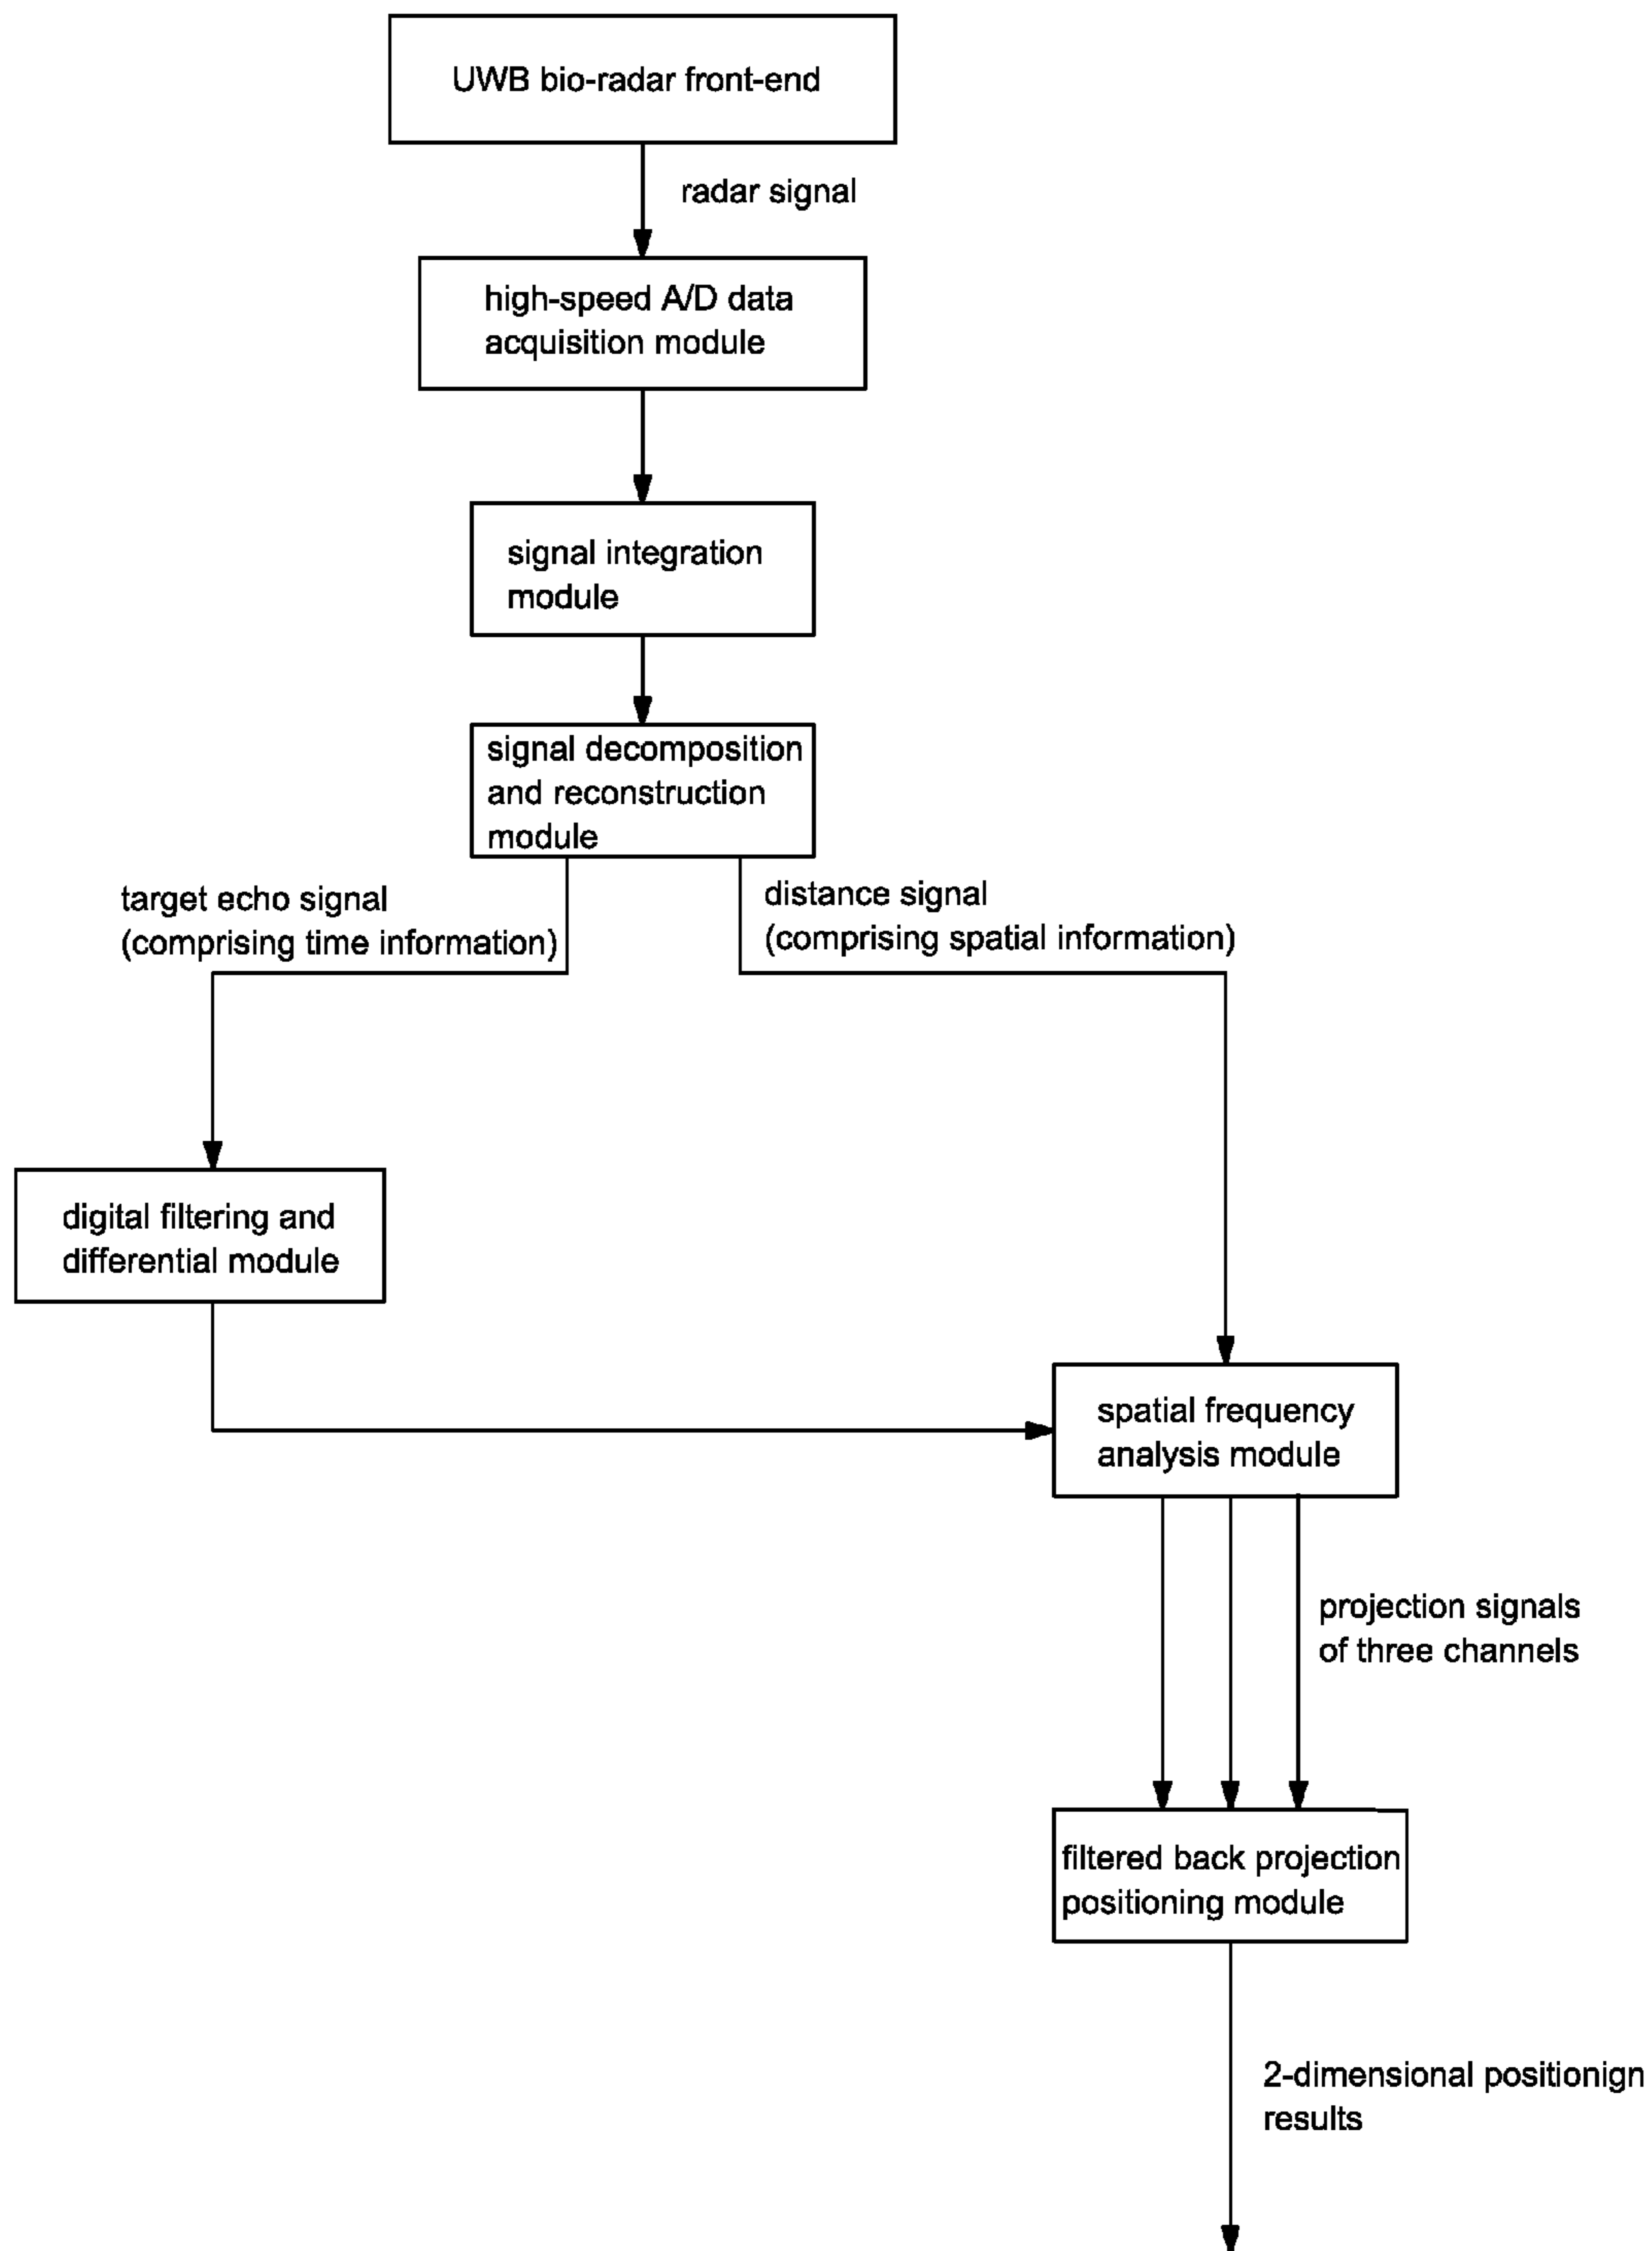 UWB bio-radar front-end
radar signal
high-speed A/D data
acquisition module
signal integration
module
signal decomposition
and reconstruction
module
target echo signal
(comprising time information)
distance signal
(comprising spatial information)
digital filtering and
differential module
spatial frequency
analysis module
projection signals
of three channels
filtered back projection
positioning module
2-dimensional positionign
results